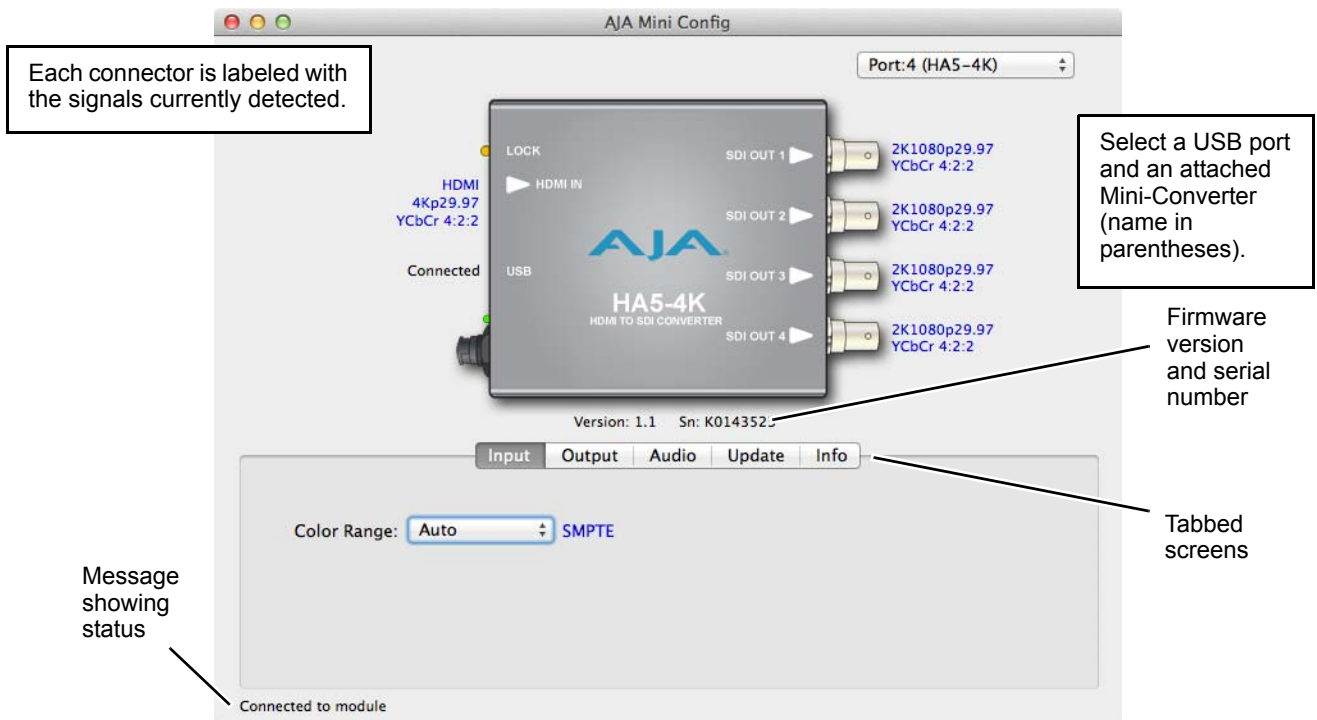 AJA Mini Config
Each connector is labeled with
the signals currently detected.
Port:4 (HA5-4K)
Select a USB port
and an attached
Mini-Converter
(name in
parentheses).
LOCK
HDMI IN
HDMI
4Kp29.97
YCbCr 4:2:2
Connected
USB
AJA
HA5-4K
HDMI TO SDI CONVERTER
SDI OUT 1
2K1080p29.97
YCbCr 4:2:2
SDI OUT 2
2K1080p29.97
YCbCr 4:2:2
SDI OUT 3
2K1080p29.97
YCbCr 4:2:2
SDI OUT 4
2K1080p29.97
YCbCr 4:2:2
Firmware
version
and serial
number
Version: 1.1 Sn:
Input Output Audio Update Info
Color Range: Auto SMPTE
Tabbed
screens
Message
showing
status
Connected to module